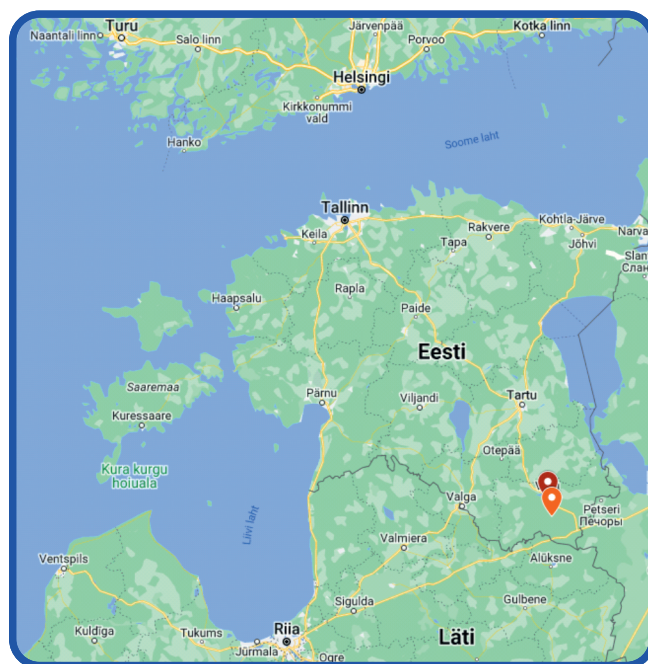 Turu
Naantali linn
Salo linn
Järvenpää
Porvoo
Kotka linn
Helsingi
Kirkkonummi
vald
Hanko
Soome laht
Tallinn
Keila
Rakvere
Tapa
Kohtla-Järve
Jõhvi
Narva
Slan
Слан
Haapsalu
Rapla
Paide
Eesti
Saaremaa
Kuressaare
Pärnu
Viljandi
Tartu
Otepää
Kura kurgu
hoiuala
Liivi laht
Valga
Petseri
Печоры
Valmiera
Alūksne
Ventspils
Sigulda
Gulbene
Kuldīga
Tukums
Riia
Jūrmala
Ogre
Läti